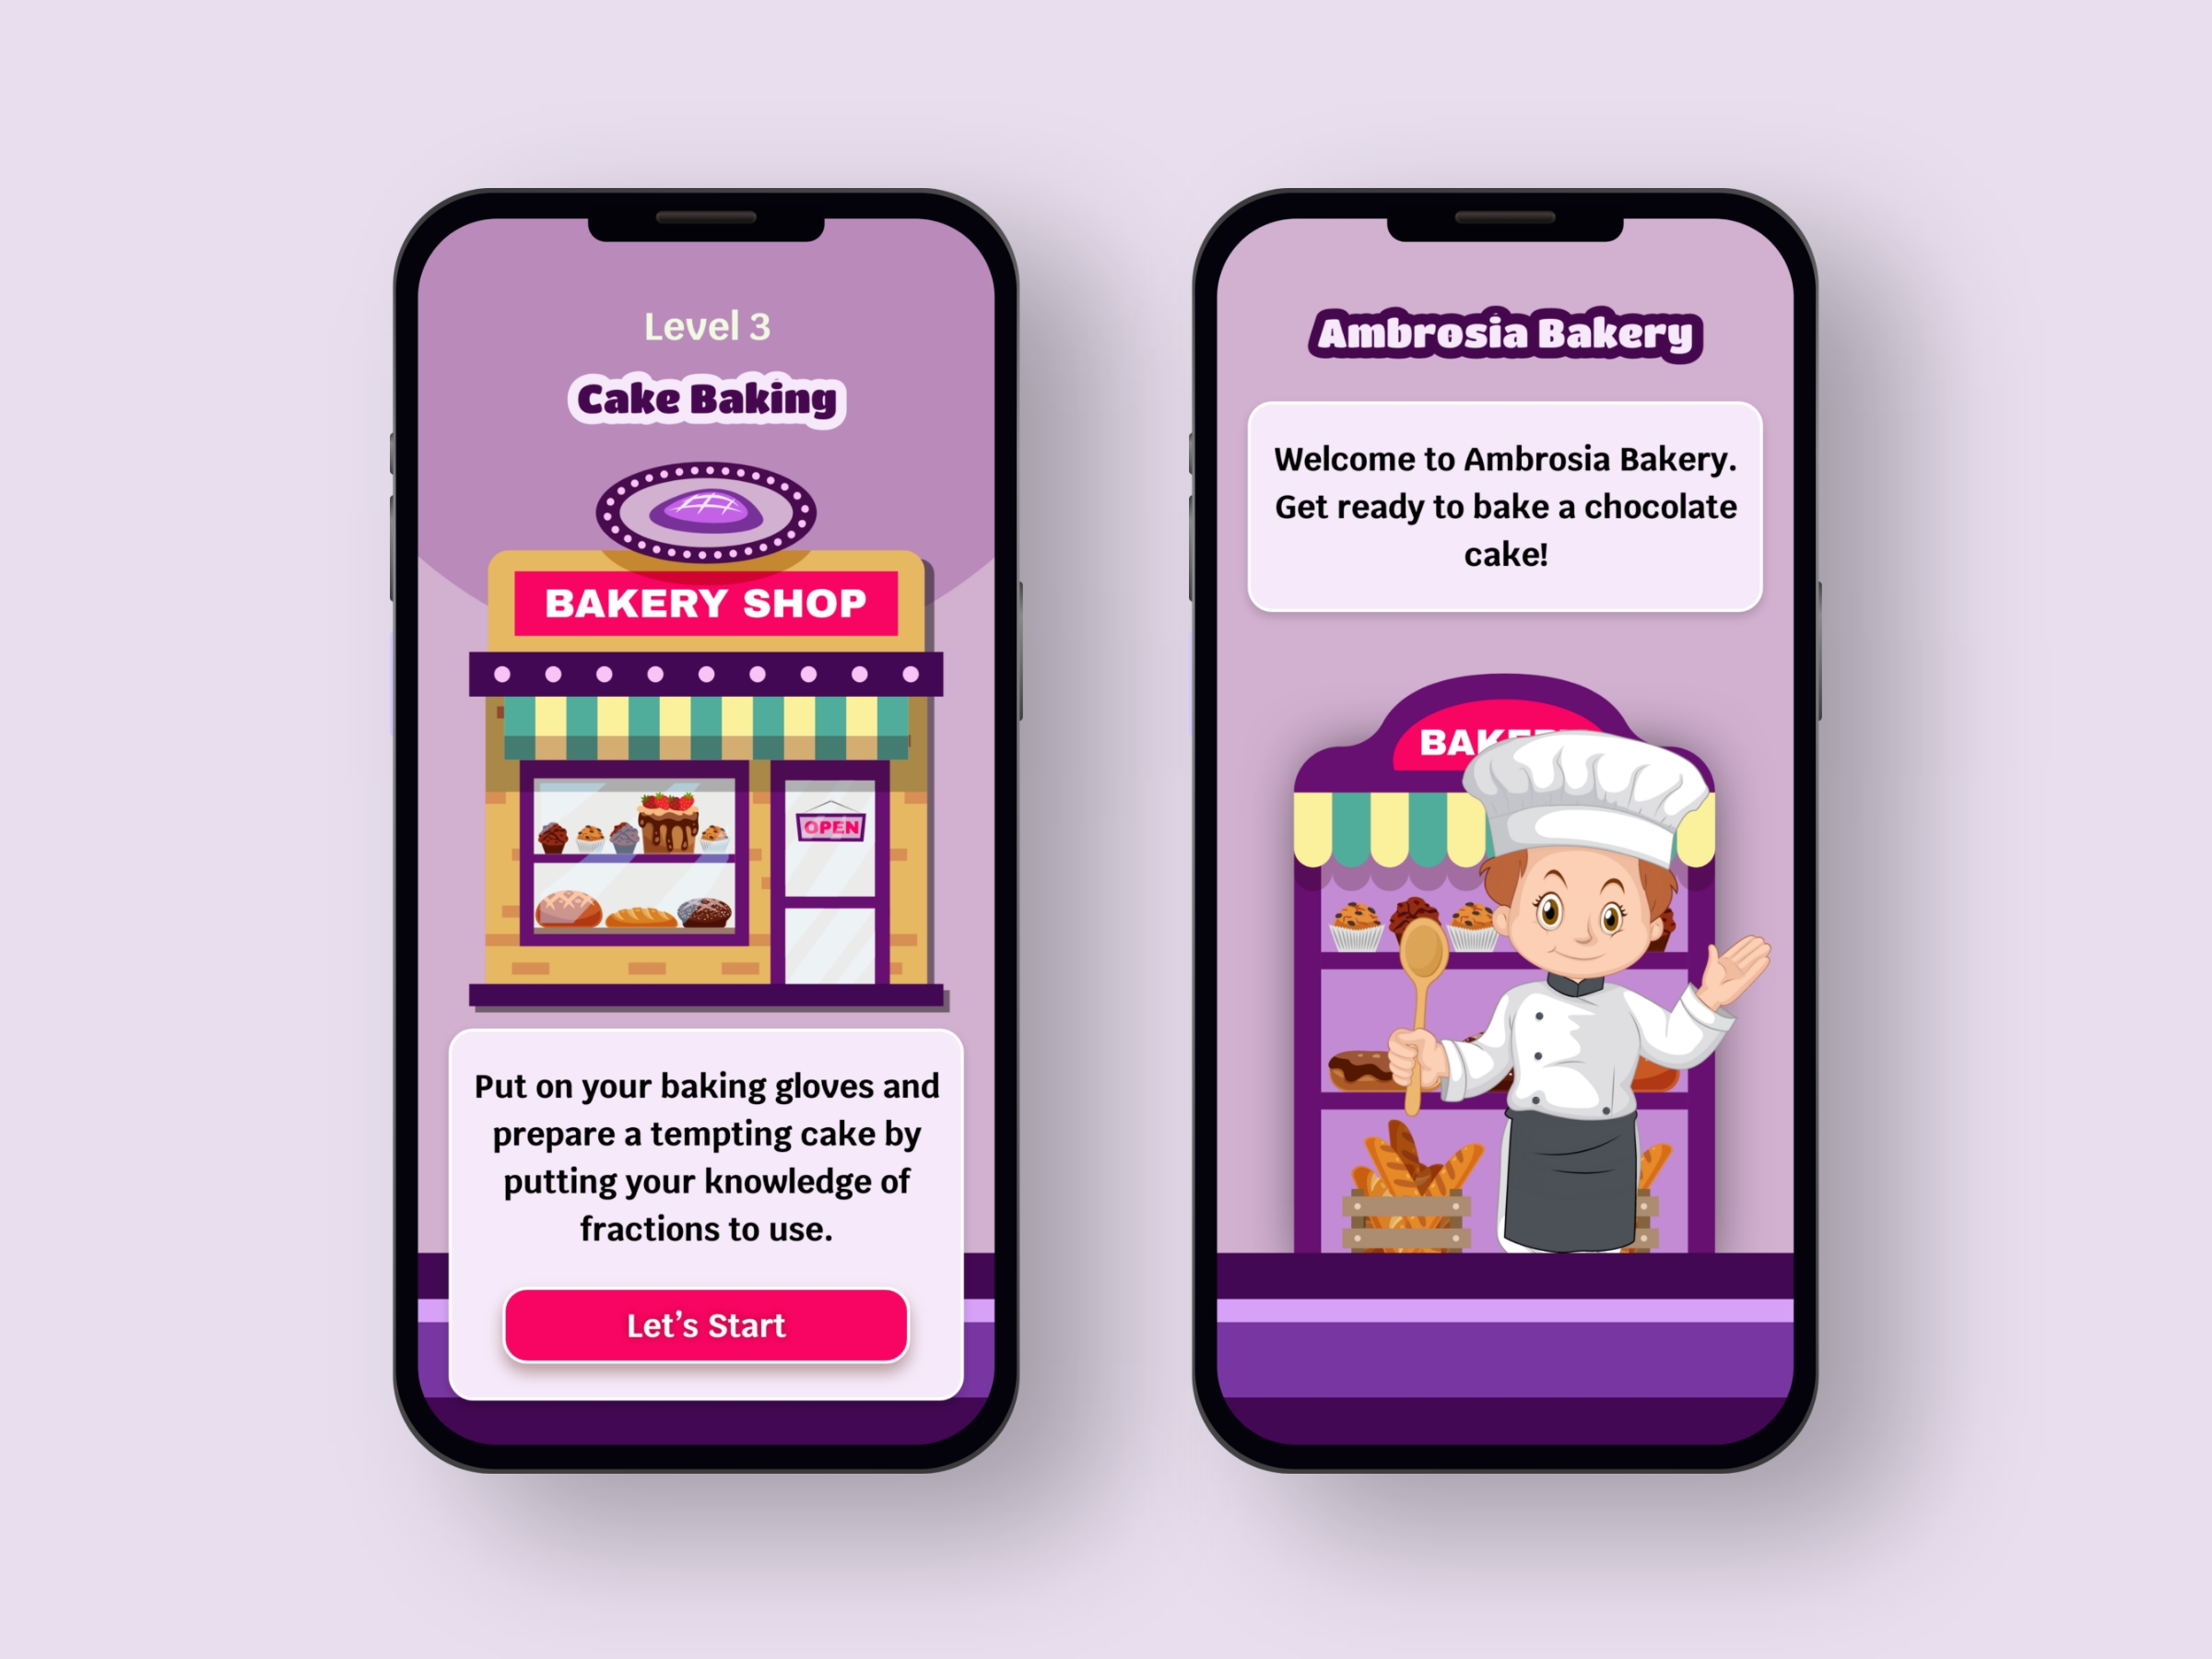 Level 3
Cake Baking
BAKERY SHOP
OPEN
Put on your baking gloves and
prepare a tempting cake by
putting your knowledge of
fractions to use.
Let’s Start
Ambrosia Bakery
Welcome to Ambrosia Bakery.
Get ready to bake a chocolate
cake!